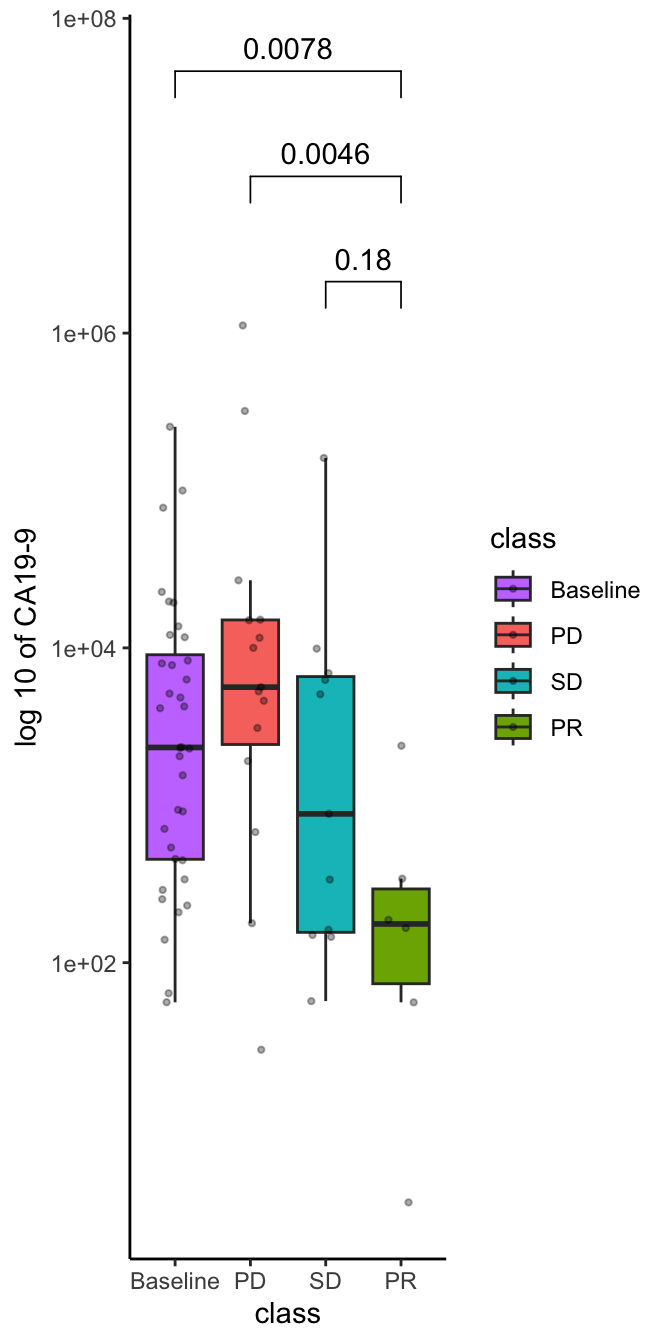 1e+08
0.0078
0.0046
0.18
1e+06
log 10 of CA19-9
class
Baseline
1e+04
PD
SD
PR
1e+02
Baseline PD SD PR
class